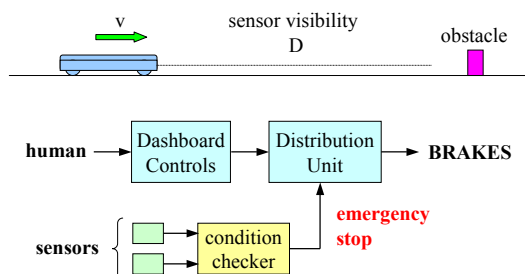 v
sensor visibility
D
obstacle
human
Dashboard
Controls
Distribution
Unit
BRAKES
emergency
stop
sensors
condition
checker